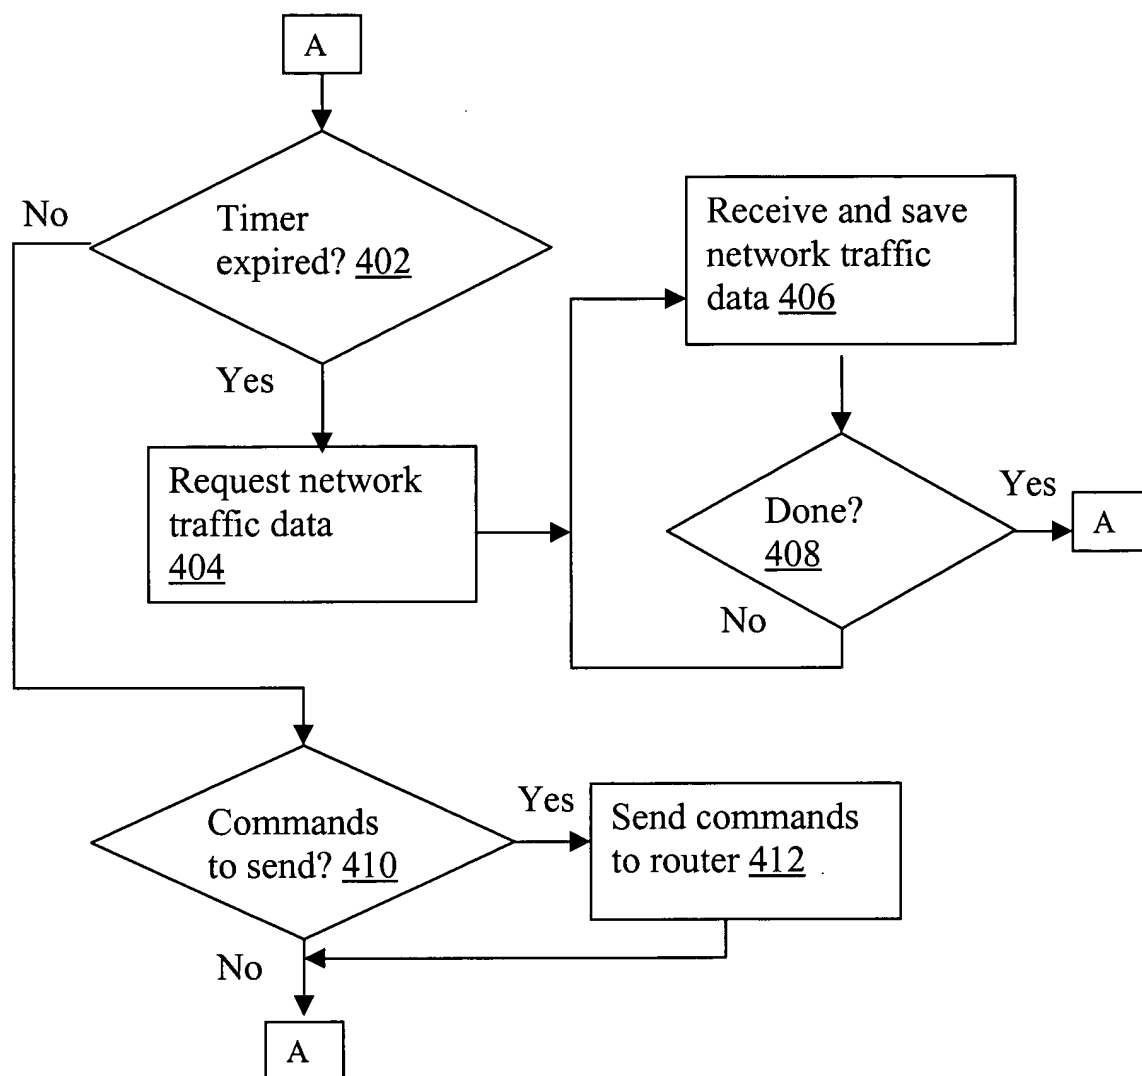 A
No
Timer
expired? 402
Yes
Receive and save
network traffic
data 406
Request network
traffic data
404
Done?
408
Yes
A
No
Commands
to send? 410
Yes
Send commands
to router 412
No
A